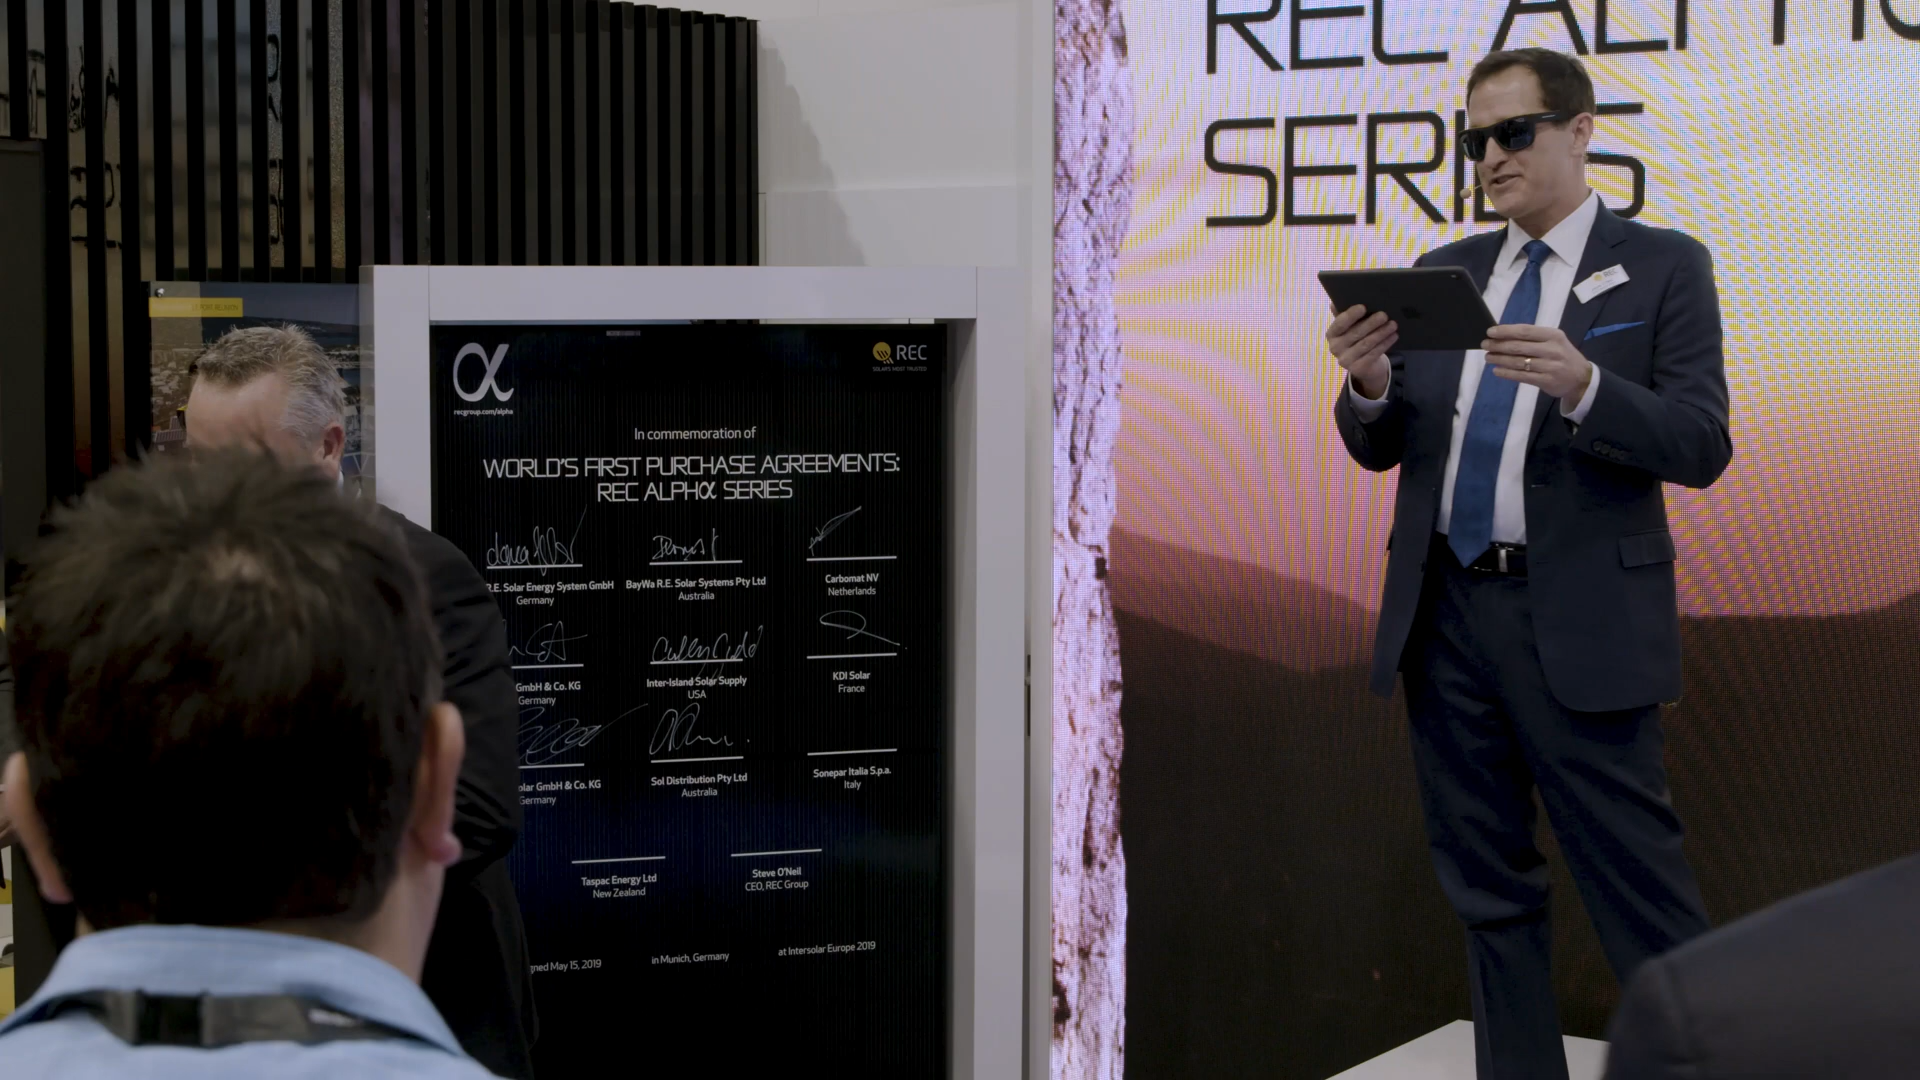 REC ALPH
SERIES
REC
α
recgroup.com/alpha
REC
SOLAR'S MOST TRUSTED
In commemoration of
WORLD'S FIRST PURCHASE AGREEMENTS:
REC ALPHα SERIES
R.E. Solar Energy System GmbH
Germany
BayWa R.E. Solar Systems Pty Ltd
Australia
Carbomat NV
Netherlands
GmbH & Co. KG
Germany
Inter-Island Solar Supply
USA
KDI Solar
France
GmbH & Co. KG
Germany
Sol Distribution Pty Ltd
Australia
Sonepar Italia S.p.a.
Italy
Taspac Energy Ltd
New Zealand
Steve O'Neil
CEO, REC Group
May 15, 2019
in Munich, Germany
at Intersolar Europe 2019